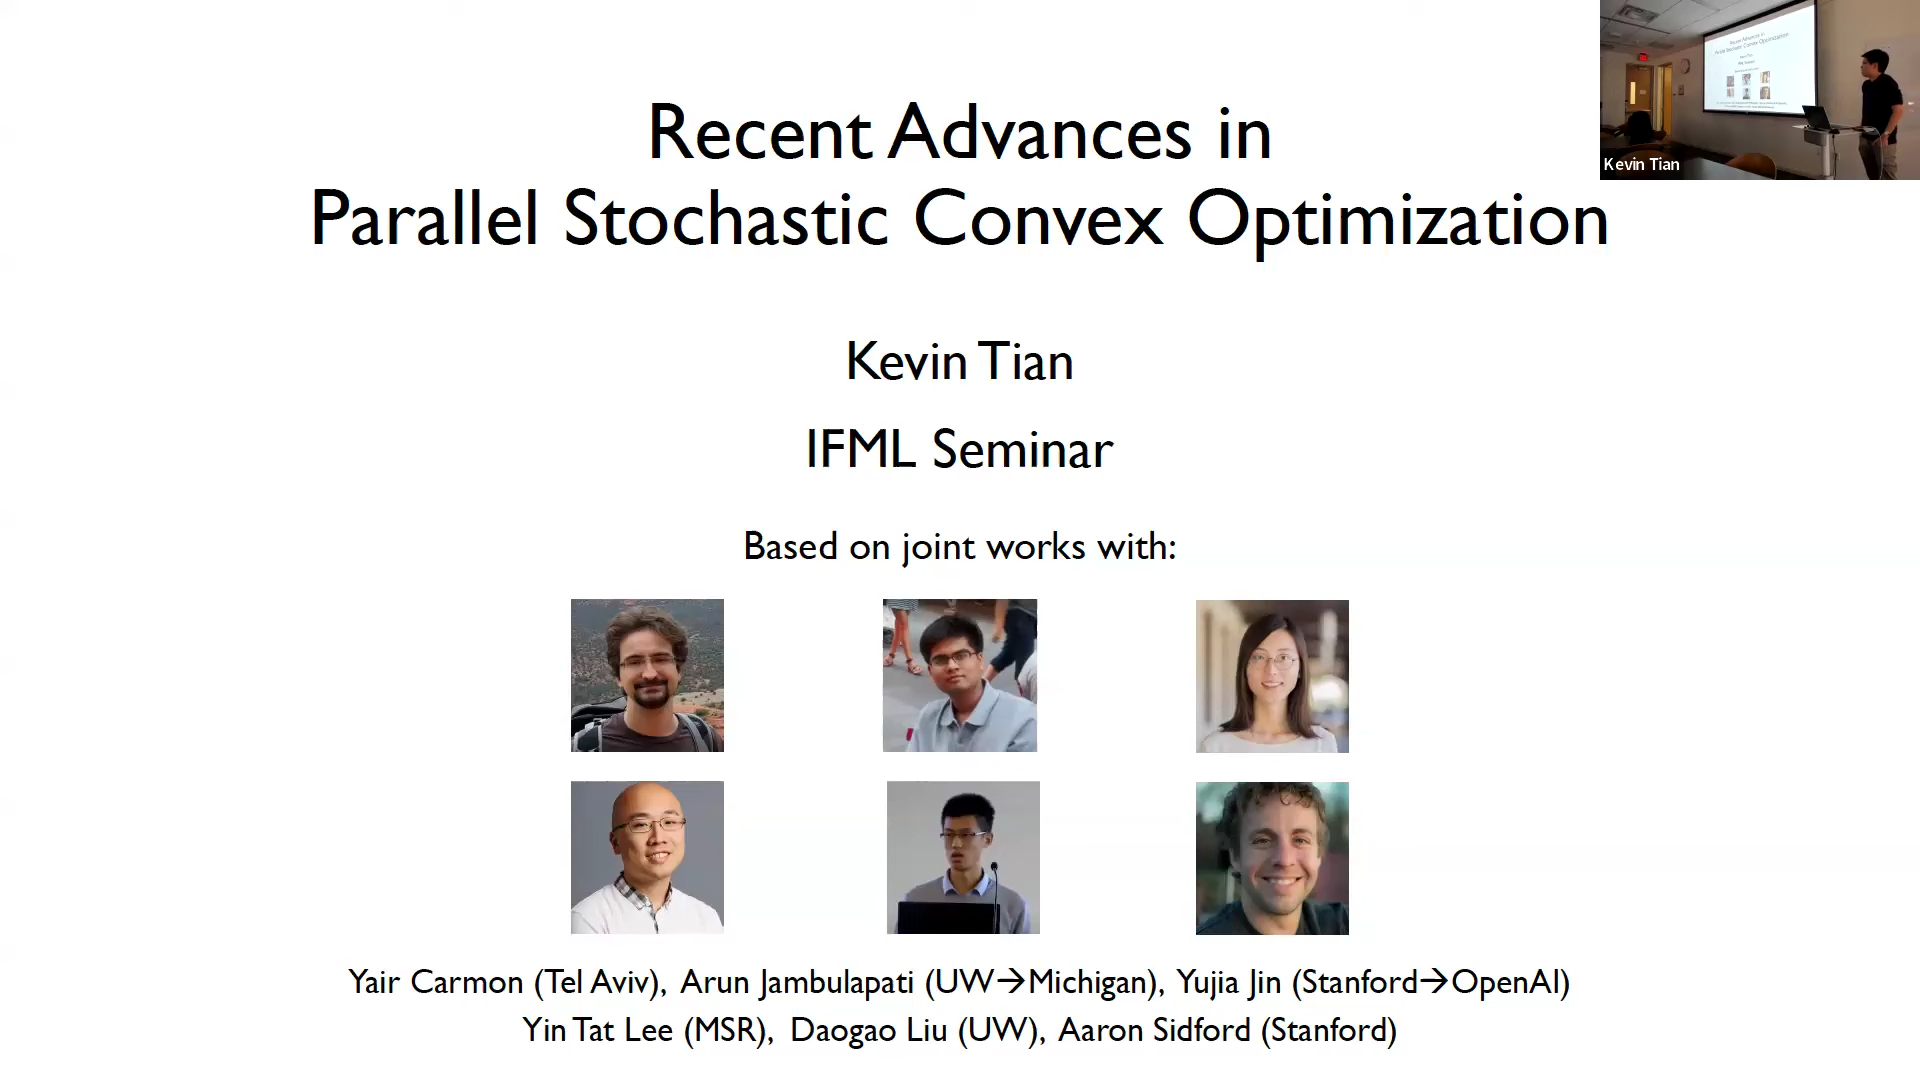 Recent Advances in
Parallel Stochastic Convex Optimization
Kevin Tian
Kevin Tian
IFML Seminar
Based on joint works with:
Yair Carmon (Tel Aviv), Arun Jambulapati (UW→Michigan), Yujia Jin (Stanford→OpenAI)
Yin Tat Lee (MSR), Daogao Liu (UW), Aaron Sidford (Stanford)